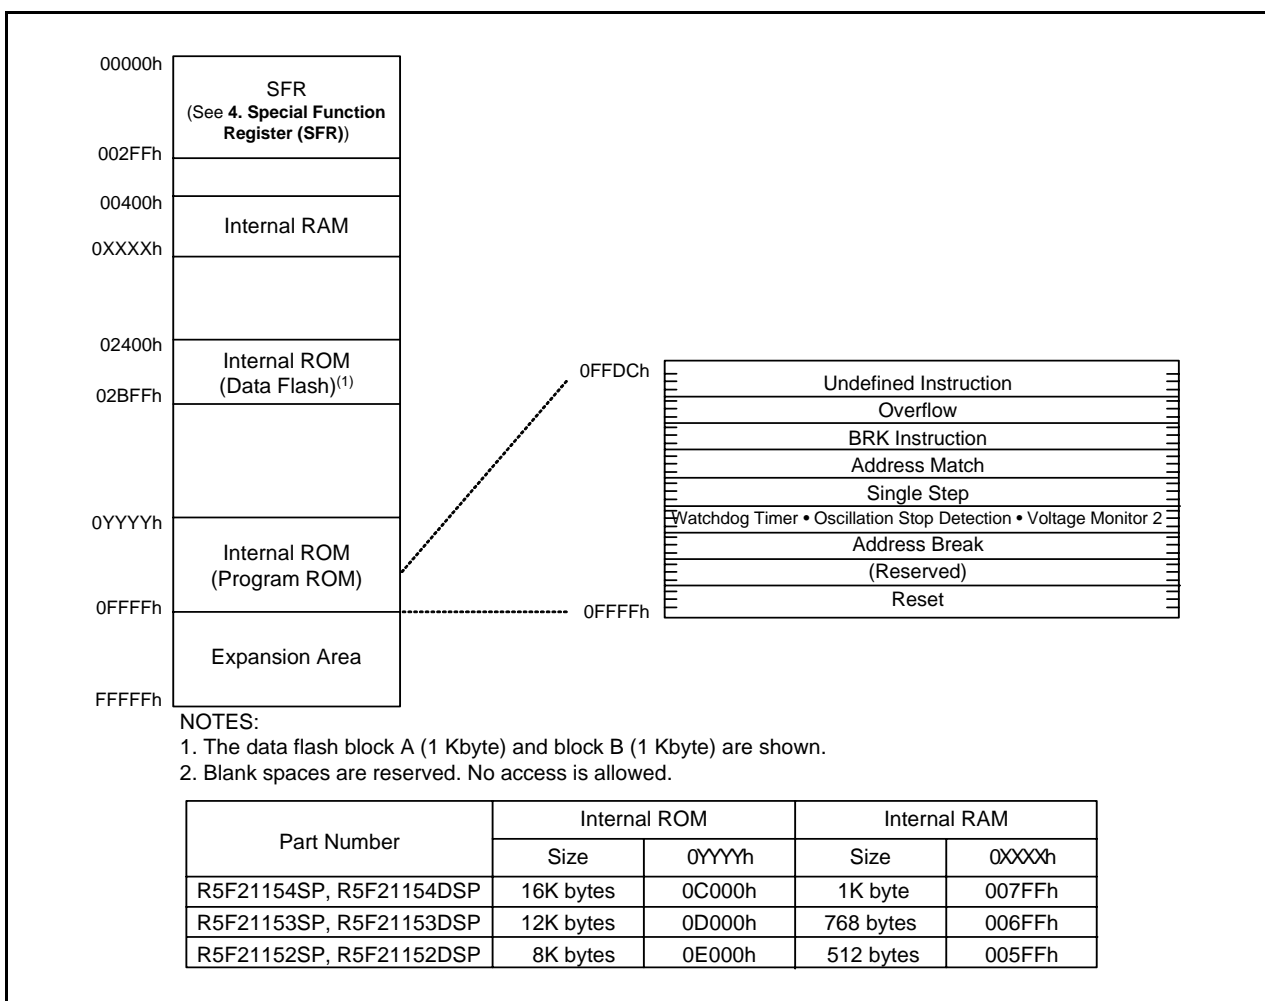 00000h
SFR
(See 4. Special Function
Register (SFR))
002FFh
00400h
Internal RAM
0XXXXh
02400h
Internal ROM
(Data Flash)(1)
02BFFh
0YYYYh
Internal ROM
(Program ROM)
0FFFFh
Expansion Area
FFFFFh
0FFDCh
Undefined Instruction
Overflow
BRK Instruction
Address Match
Single Step
Watchdog Timer • Oscillation Stop Detection • Voltage Monitor 2
Address Break
(Reserved)
Reset
0FFFFh
NOTES:
1. The data flash block A (1 Kbyte) and block B (1 Kbyte) are shown.
2. Blank spaces are reserved. No access is allowed.
Part Number Internal ROM Internal RAM
Size 0YYYYh Size 0XXXXh
R5F21154SP, R5F21154DSP 16K bytes 0C000h 1K byte 007FFh
R5F21153SP, R5F21153DSP 12K bytes 0D000h 768 bytes 006FFh
R5F21152SP, R5F21152DSP 8K bytes 0E000h 512 bytes 005FFh